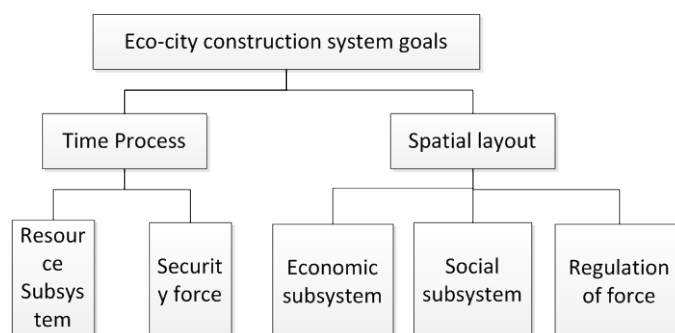 Eco-city construction system goals
Time Process
Spatial layout
Resour
ce
Subsys
tem
Securit
y force
Economic
subsystem
Social
subsystem
Regulation
of force